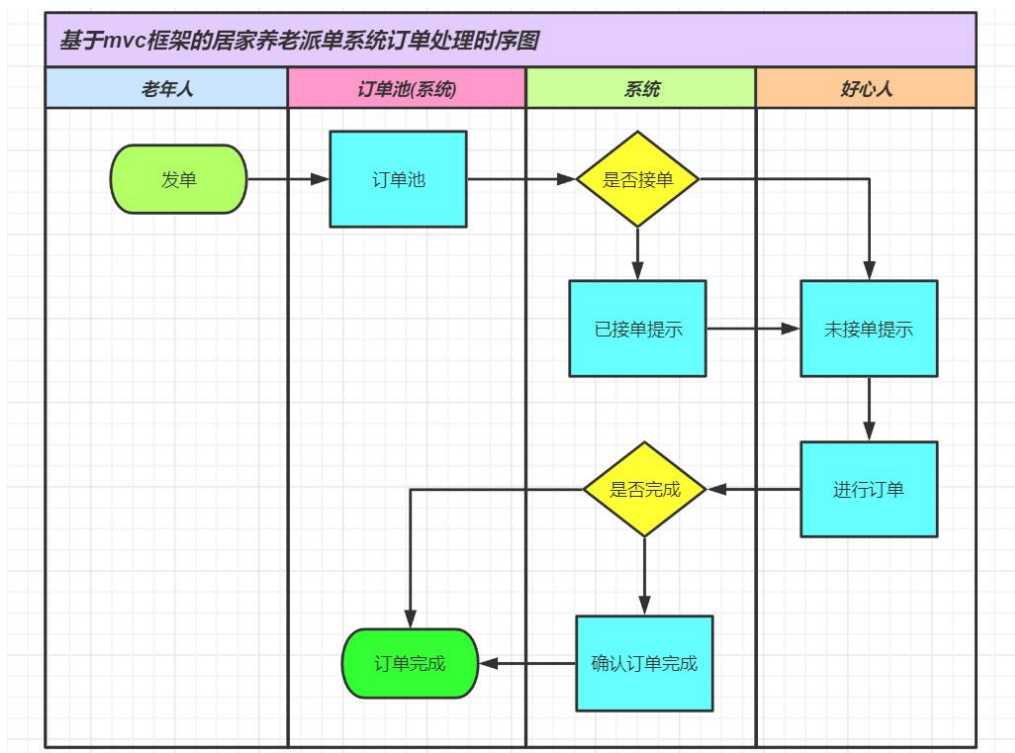 基于mvc框架的居家养老派单系统订单处理时序图
老年人
订单池(系统)
系统
好心人
发单
订单池
是否接单
已接单提示
未接单提示
是否完成
进行订单
订单完成
确认订单完成